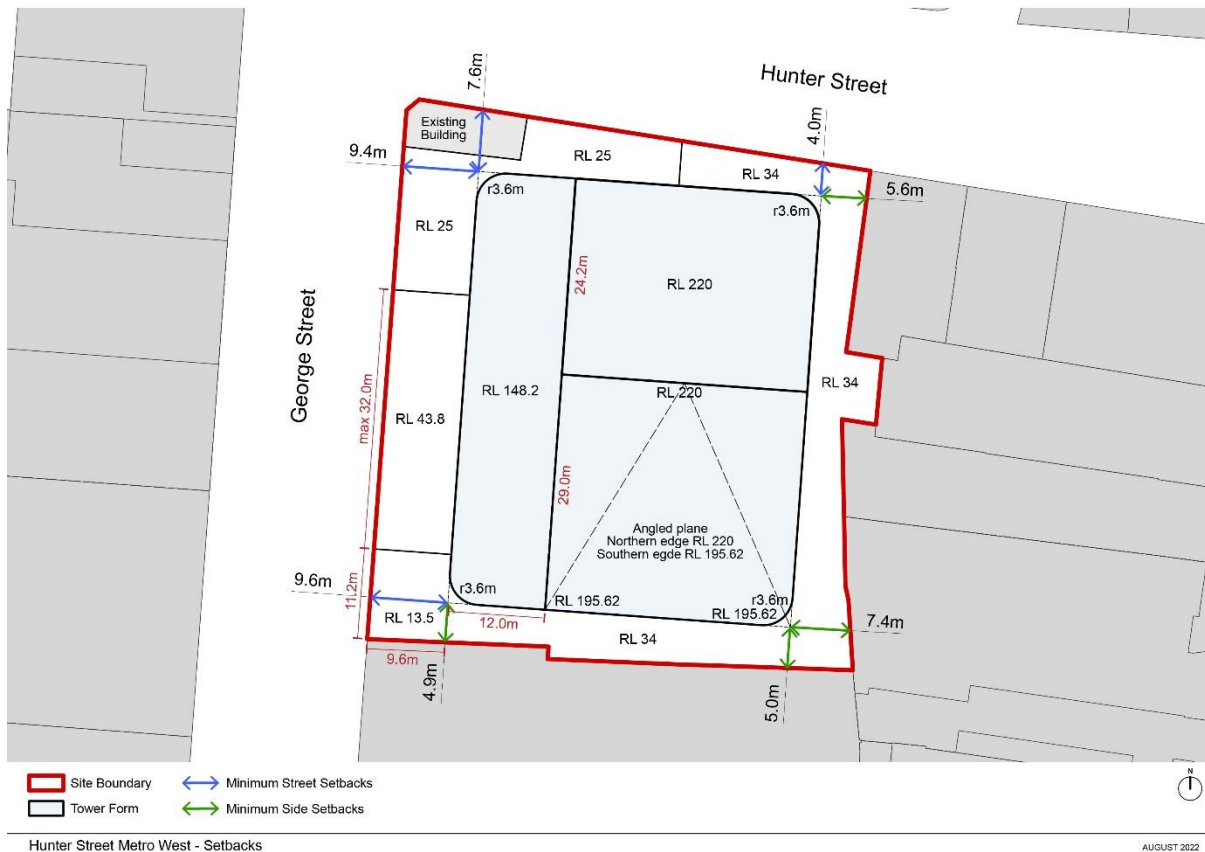 Hunter Street
7.6m
4.0m
Existing
Building
9.4m
RL 25
RL 34
5.6m
r3.6m
r3.6m
RL 25
24.2m
RL 220
George Street
max 32.0m
RL 148.2
RL 220
RL 34
RL 43.8
29.0m
Angled plane
Northern edge RL 220
Southern egde RL 195.62
9.6m
11.2m
r3.6m
RL 195.62
r3.6m
RL 195.62
RL 13.5
12.0m
RL 34
7.4m
9.6m
4.9m
5.0m
Site Boundary
Minimum Street Setbacks
Tower Form
Minimum Side Setbacks
N
Hunter Street Metro West - Setbacks
AUGUST 2022